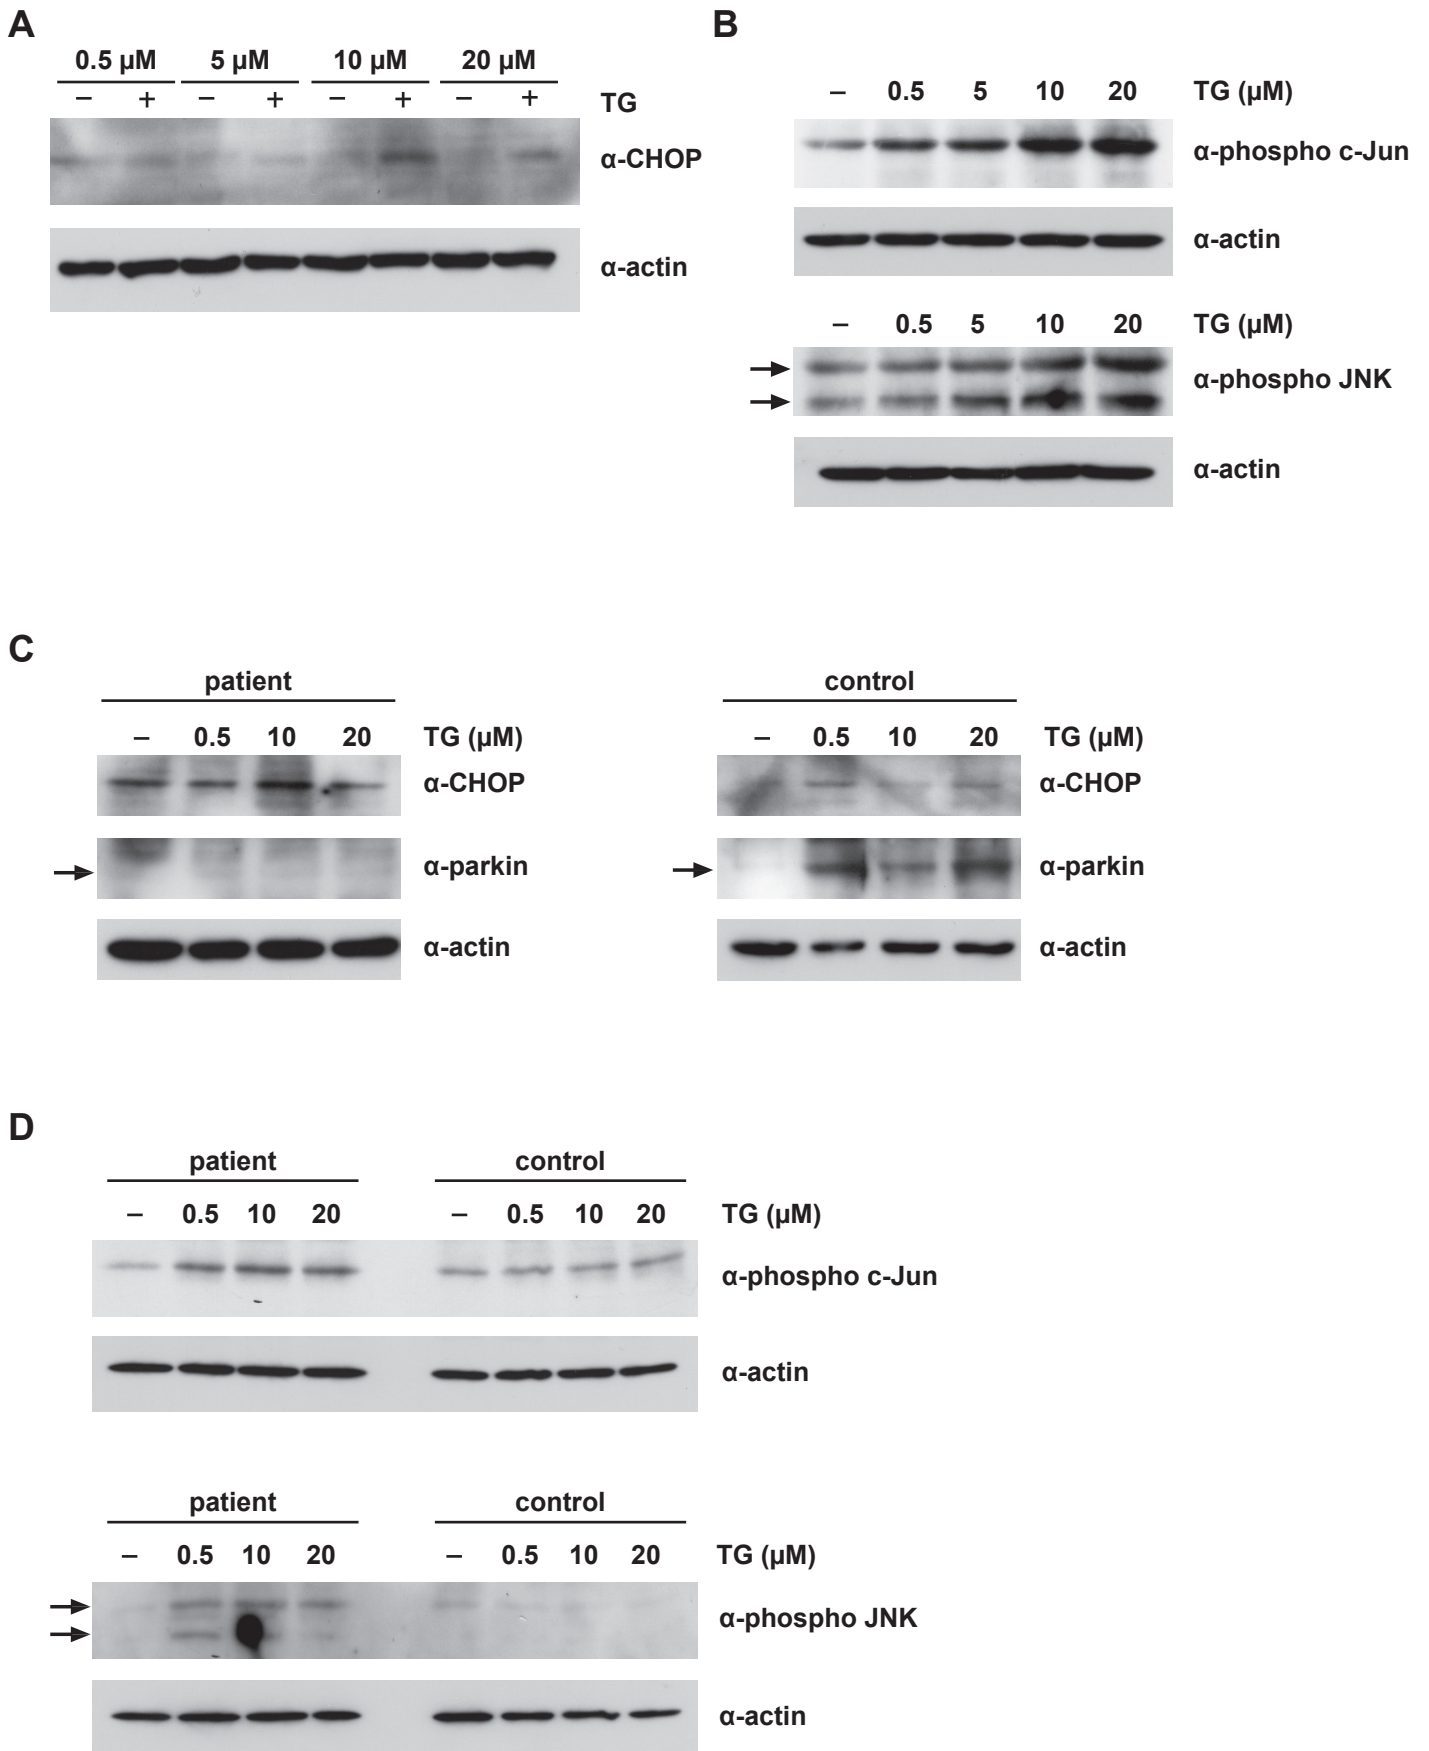 A
0.5 µM 5 µM 10 µM 20 µM
– + – + – + – + TG
α-CHOP
α-actin
B
– 0.5 5 10 20 TG (µM)
α-phospho c-Jun
α-actin
– 0.5 5 10 20 TG (µM)
α-phospho JNK
α-actin
C
patient
– 0.5 10 20 TG (µM)
α-CHOP
α-parkin
α-actin
control
– 0.5 10 20 TG (µM)
α-CHOP
α-parkin
α-actin
D
patient control
– 0.5 10 20 – 0.5 10 20 TG (µM)
α-phospho c-Jun
α-actin
patient control
– 0.5 10 20 – 0.5 10 20 TG (µM)
α-phospho JNK
α-actin